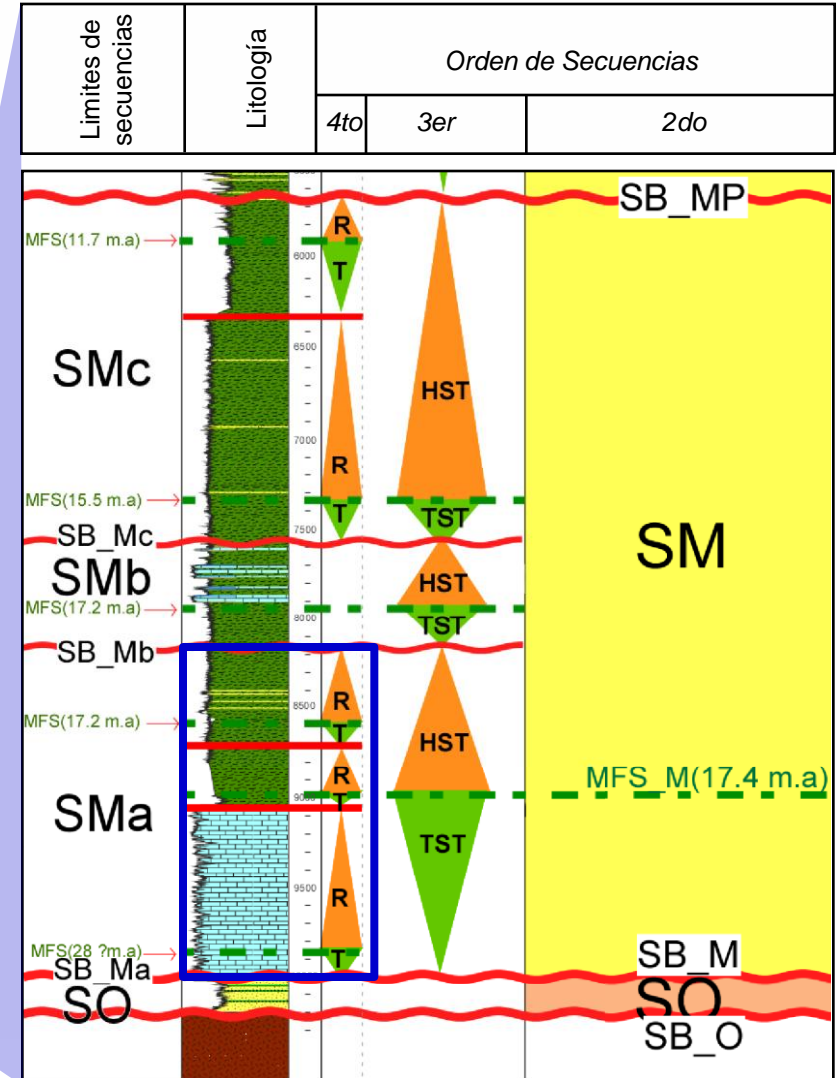 Limites de
secuencias
Litología
Orden de Secuencias
4to
3er
2do
SB_MP
MFS(11.7 m.a)
R
6000
T
6500
SMc
HST
7000
R
MFS(15.5 m.a)
T
TST
7500
SB_Mc
SM
SMb
HST
MFS(17.2 m.a)
8000
TST
SB_Mb
R
8500
MFS(17.2 m.a)
T
HST
R
MFS_M(17.4 m.a)
T
9000
SMa
TST
9500
R
MFS(28 ?m.a)
T
SB_M
SB_Ma
SO
SO
SB_O